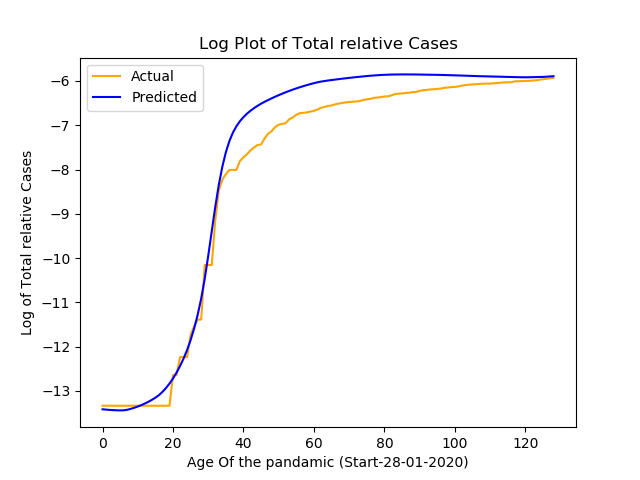 Log Plot of Total relative Cases
Actual
Predicted
Log of Total relative Cases
−6
−7
−8
−9
−10
−11
−12
−13
0 20 40 60 80 100 120
Age Of the pandamic (Start-28-01-2020)